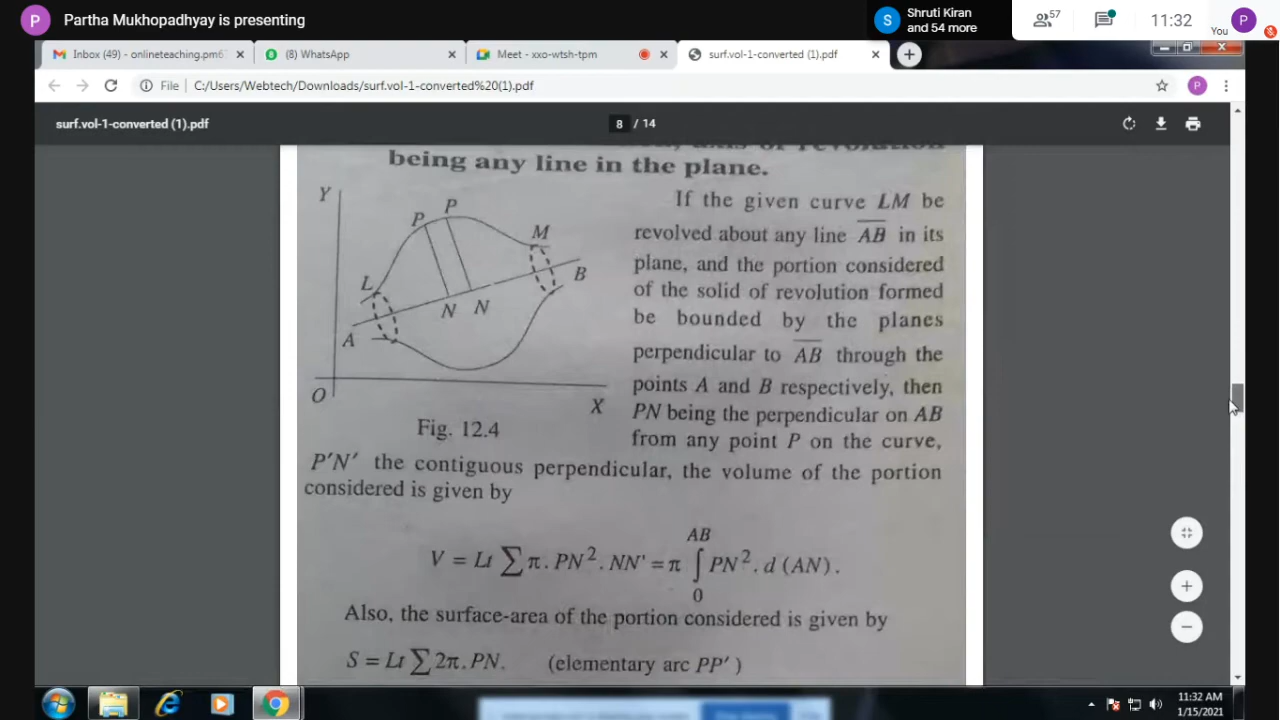 P Partha Mukhopadhyay is presenting
S Shruti Kiran
and 54 more
57
11:32
You
P
Inbox (49) - onlineteaching.pm6
(8) WhatsApp
Meet - xxo-wtsh-tpm
surf.vol-1-converted (1).pdf
File C:/Users/Webtech/Downloads/surf.vol-1-converted%20(1).pdf
P
surf.vol-1-converted (1).pdf
8 / 14
being any line in the plane.
Y
P
P
M
L
B
N
N
A
O
X
Fig. 12.4
If the given curve LM be
revolved about any line A̅B̅ in its
plane, and the portion considered
of the solid of revolution formed
be bounded by the planes
perpendicular to A̅B̅ through the
points A and B respectively, then
PN being the perpendicular on AB
from any point P on the curve,
P′N′ the contiguous perpendicular, the volume of the portion
considered is given by
V = Lt ∑ π. PN². NN' = π ∫₀ᴬᴮ PN². d (AN).
Also, the surface-area of the portion considered is given by
S = Lt ∑ 2π. PN. (elementary arc PP′ )
11:32 AM
1/15/2021